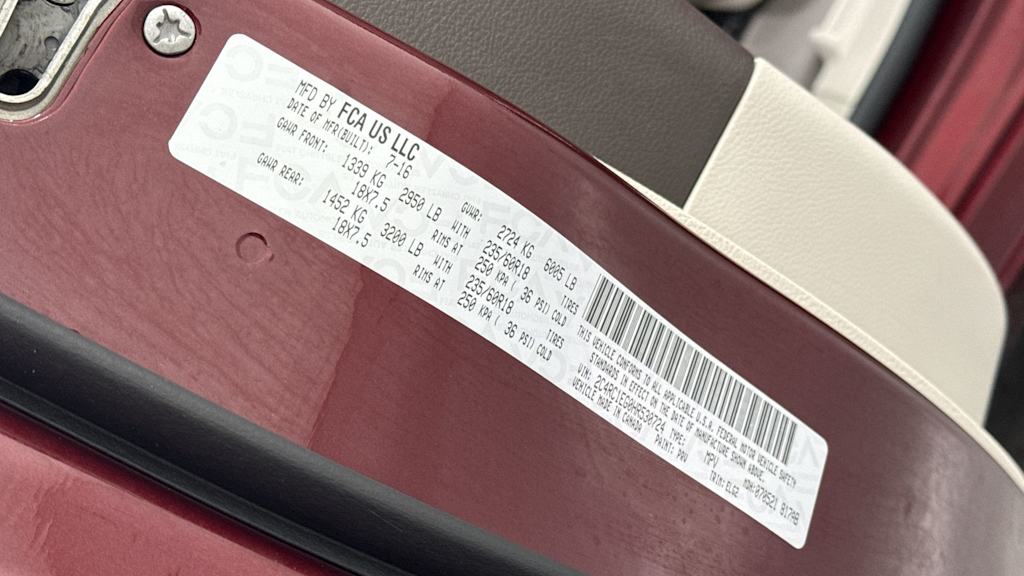 MFD BY FCA US LLC
DATE OF MFR(BUILT): 7-16 GVWR: 2724 KG 6005 LB
GAWR FRONT: 1339 KG 2950 LB WITH 235/60R18 TIRES
18X7.5 RIMS AT 250 KPA ( 36 PSI) COLD
GAWR REAR: 1452 KG 3200 LB WITH 235/60R18 TIRES
18X7.5 RIMS AT 250 KPA ( 36 PSI) COLD
THIS VEHICLE CONFORMS TO ALL APPLICABLE U.S.A. FEDERAL MOTOR VEHICLE SAFETY
STANDARDS IN EFFECT ON THE DATE OF MANUFACTURE SHOWN ABOVE.
VIN: TYPE: MPV MDH:
VEHICLE MADE IN CANADA PAINT: PRV TRIM: